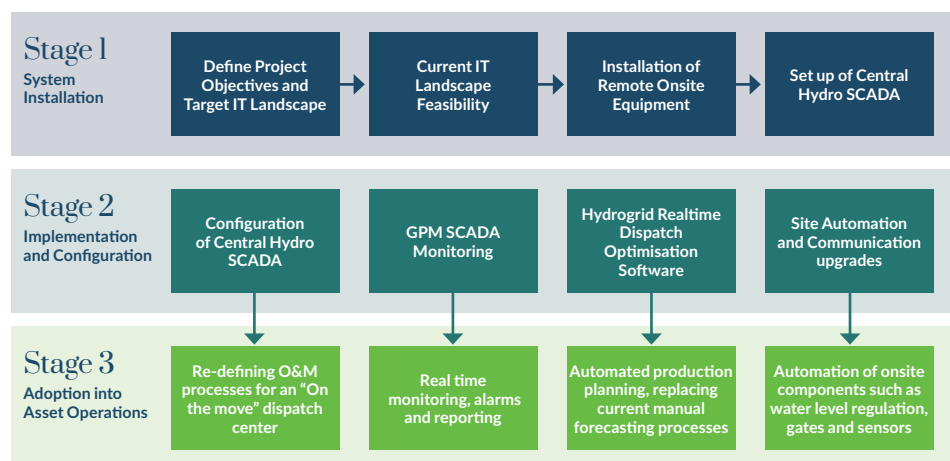 Stage 1
System
Installation
Define Project
Objectives and
Target IT Landscape
Current IT
Landscape
Feasibility
Installation of
Remote Onsite
Equipment
Set up of Central
Hydro SCADA
Stage 2
Implementation
and Configuration
Configuration
of Central Hydro
SCADA
GPM SCADA
Monitoring
Hydrogrid Realtime
Dispatch
Optimisation
Software
Site Automation
and Communication
upgrades
Stage 3
Adoption into
Asset Operations
Re-defining O&M
processes for an “On
the move” dispatch
center
Real time
monitoring, alarms
and reporting
Automated production
planning, replacing
current manual
forecasting processes
Automation of onsite
components such as
water level regulation,
gates and sensors